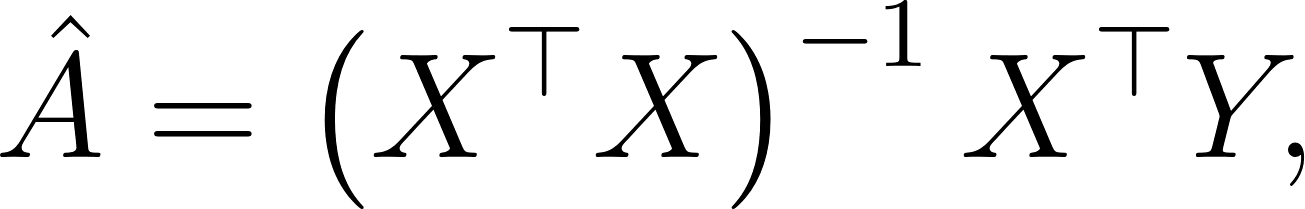 Â = (X^⊤ X)^{-1} X^⊤ Y,